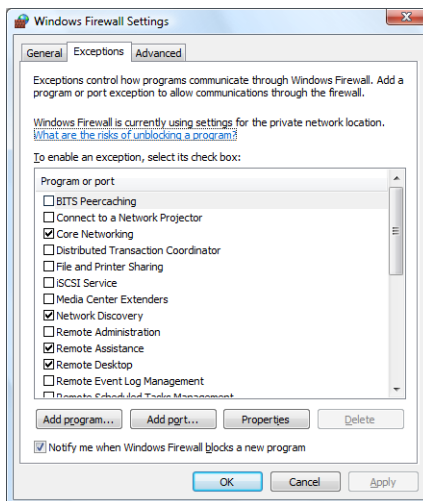 Windows Firewall Settings
General Exceptions Advanced
Exceptions control how programs communicate through Windows Firewall. Add a
program or port exception to allow communications through the firewall.
Windows Firewall is currently using settings for the private network location.
What are the risks of unblocking a program?
To enable an exception, select its check box:
Program or port
BITS Peercaching
Connect to a Network Projector
Core Networking
Distributed Transaction Coordinator
File and Printer Sharing
iSCSI Service
Media Center Extenders
Network Discovery
Remote Administration
Remote Assistance
Remote Desktop
Remote Event Log Management
Remote Scheduled Tasks Management
Add program... Add port... Properties Delete
Notify me when Windows Firewall blocks a new program
OK Cancel Apply